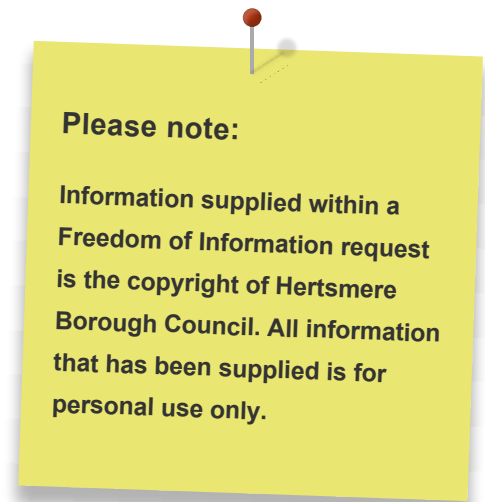 Please note:
Information supplied within a
Freedom of Information request
is the copyright of Hertsmere
Borough Council. All information
that has been supplied is for
personal use only.